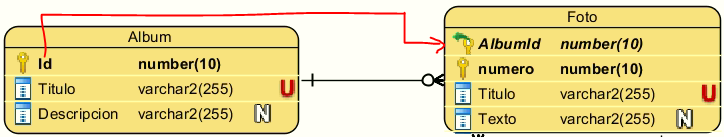 Album
Id number(10)
Titulo varchar2(255) U
Descripcion varchar2(255) N
Foto
AlbumId number(10)
numero number(10)
Titulo varchar2(255) U
Texto varchar2(255) N